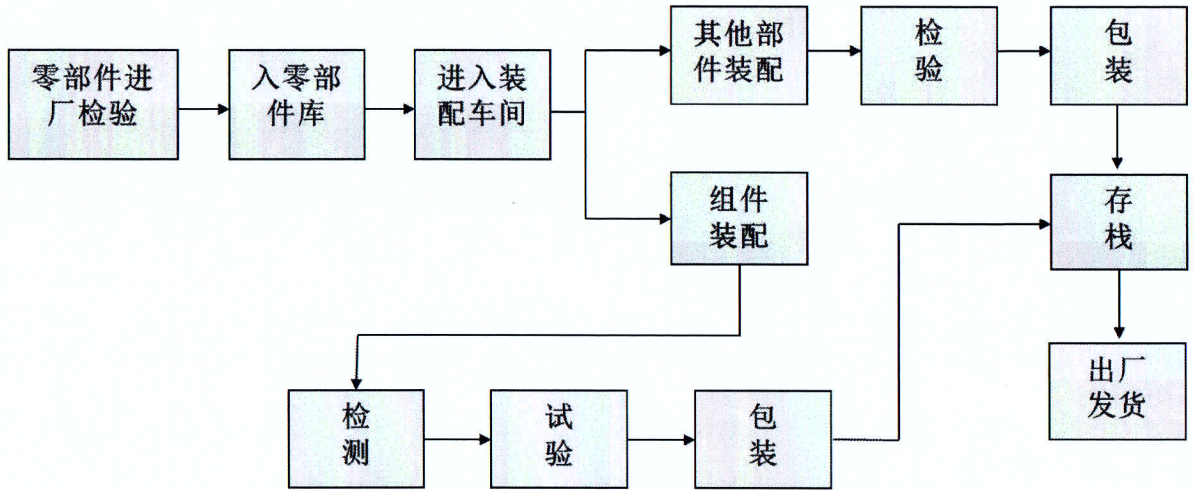 零部件进
厂检验
入零部
件库
进入装
配车间
其他部
件装配
检
验
包
装
组件
装配
存
栈
检
测
试
验
包
装
出厂
发货